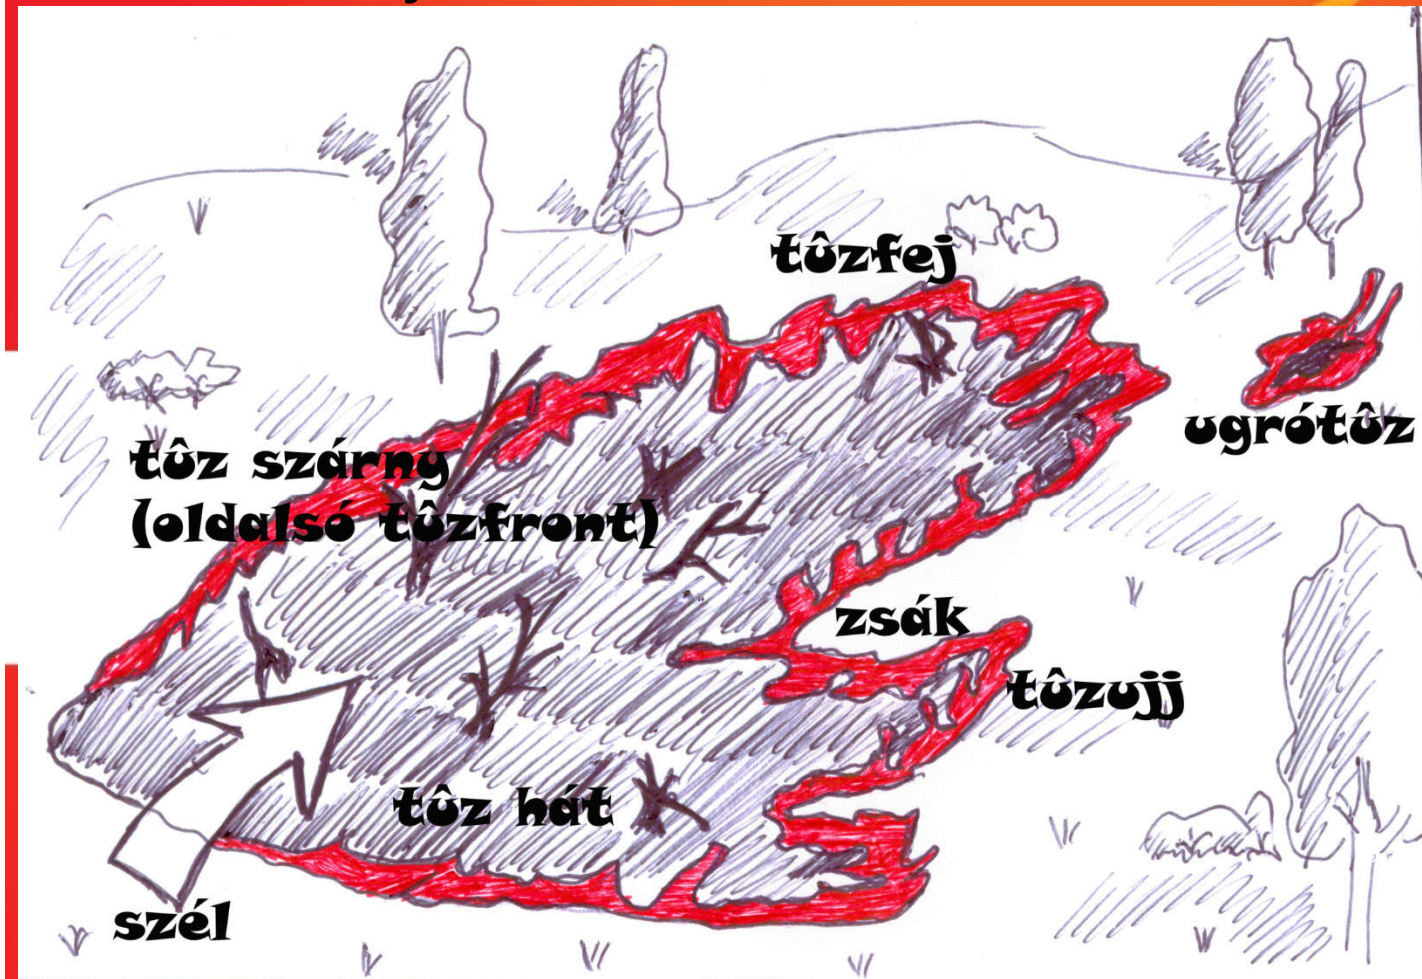 tûzfej
ugrótûz
tûz szárny
(oldalsó tûzfront)
zsák
tûzujj
tûz hát
szél